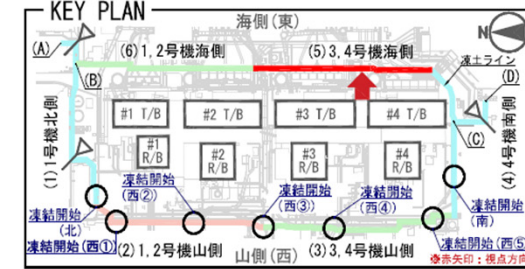 KEY PLAN
海側(東)
N
(A)
(6)1,2号機海側
(5)3,4号機海側
凍土ライン
(B)
(D)
#1 T/B
#2 T/B
#3 T/B
#4 T/B
(C)
(1)1号機北側
#1
R/B
#2
R/B
#3
R/B
#4
R/B
(4)4号機南側
凍結開始
(西②)
凍結開始
(西③)
凍結開始
(西④)
凍結開始
(南)
凍結開始
(北)
凍結開始(西①)
(2)1,2号機山側
(3)3,4号機山側
凍結開始(西⑤)
山側(西)
※赤矢印:視点方向